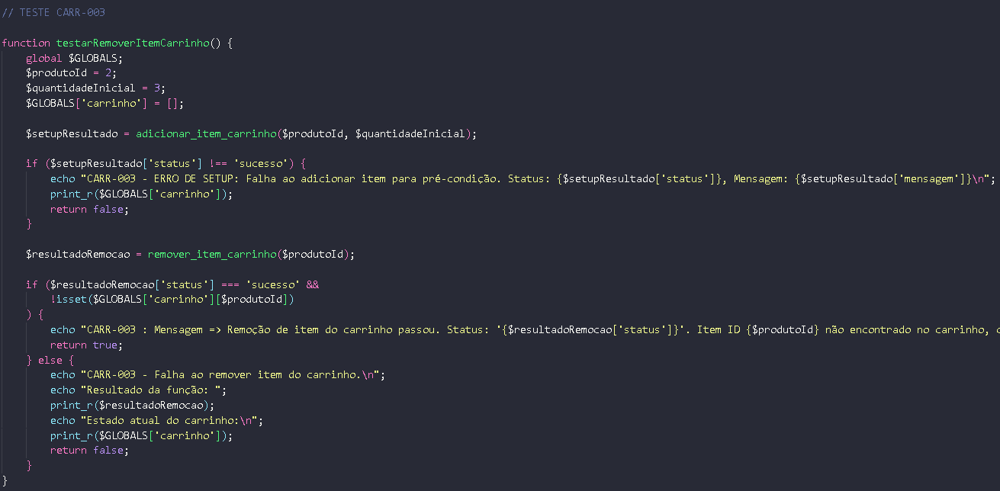 // TESTE CARR-003
function testarRemoverItemCarrinho() {
    global $GLOBALS;
    $produtoId = 2;
    $quantidadeInicial = 3;
    $GLOBALS['carrinho'] = [];
    $setupResultado = adicionar_item_carrinho($produtoId, $quantidadeInicial);
    if ($setupResultado['status'] !== 'sucesso') {
        echo "CARR-003 - ERRO DE SETUP: Falha ao adicionar item para pré-condição. Status: {$setupResultado['status']}, Mensagem: {$setupResultado['mensagem']}\n";
        print_r($GLOBALS['carrinho']);
        return false;
    }
    $resultadoRemocao = remover_item_carrinho($produtoId);
    if ($resultadoRemocao['status'] === 'sucesso' &&
        !isset($GLOBALS['carrinho'][$produtoId])
    ) {
        echo "CARR-003 : Mensagem => Remoção de item do carrinho passou. Status: '{$resultadoRemocao['status']}'. Item ID {$produtoId} não encontrado no carrinho,
        return true;
    } else {
        echo "CARR-003 - Falha ao remover item do carrinho.\n";
        echo "Resultado da função: ";
        print_r($resultadoRemocao);
        echo "Estado atual do carrinho:\n";
        print_r($GLOBALS['carrinho']);
        return false;
    }
}